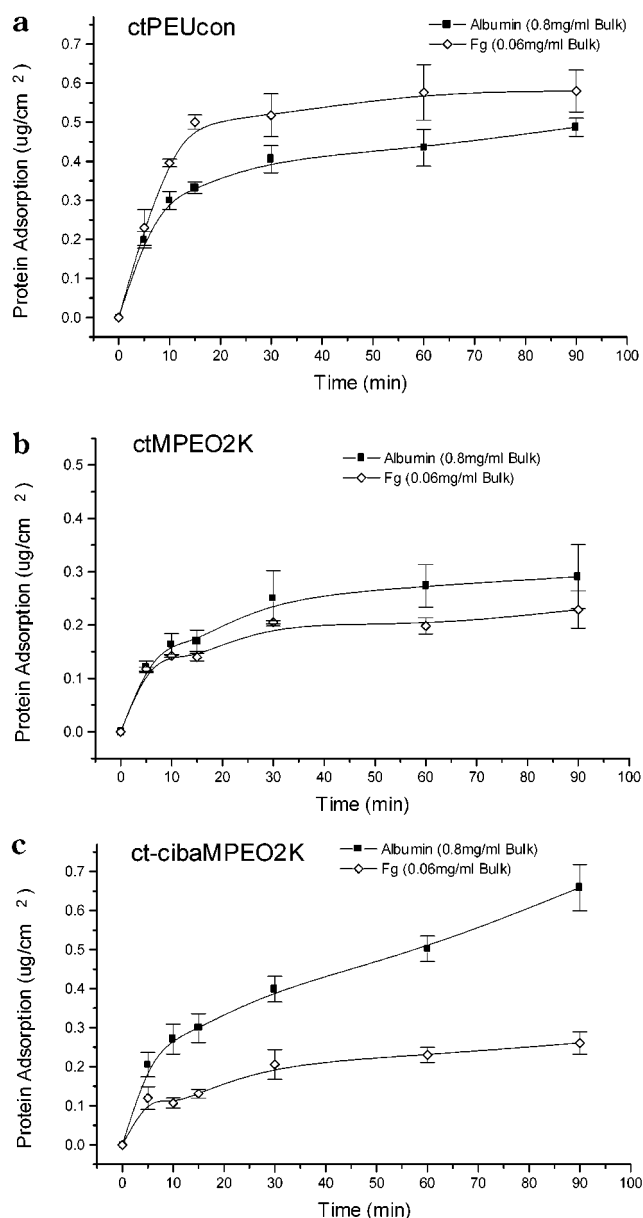 a
ctPEUcon
Albumin (0.8mg/ml Bulk)
Fg (0.06mg/ml Bulk)
Protein Adsorption (ug/cm 2)
0.7
0.6
0.5
0.4
0.3
0.2
0.1
0.0
0 10 20 30 40 50 60 70 80 90 100
Time (min)
b
ctMPEO2K
Albumin (0.8mg/ml Bulk)
Fg (0.06mg/ml Bulk)
Protein Adsorption (ug/cm 2)
0.5
0.4
0.3
0.2
0.1
0.0
0 10 20 30 40 50 60 70 80 90 100
Time (min)
c
ct-cibaMPEO2K
Albumin (0.8mg/ml Bulk)
Fg (0.06mg/ml Bulk)
Protein Adsorption (ug/cm 2)
0.7
0.6
0.5
0.4
0.3
0.2
0.1
0.0
0 10 20 30 40 50 60 70 80 90 100
Time (min)